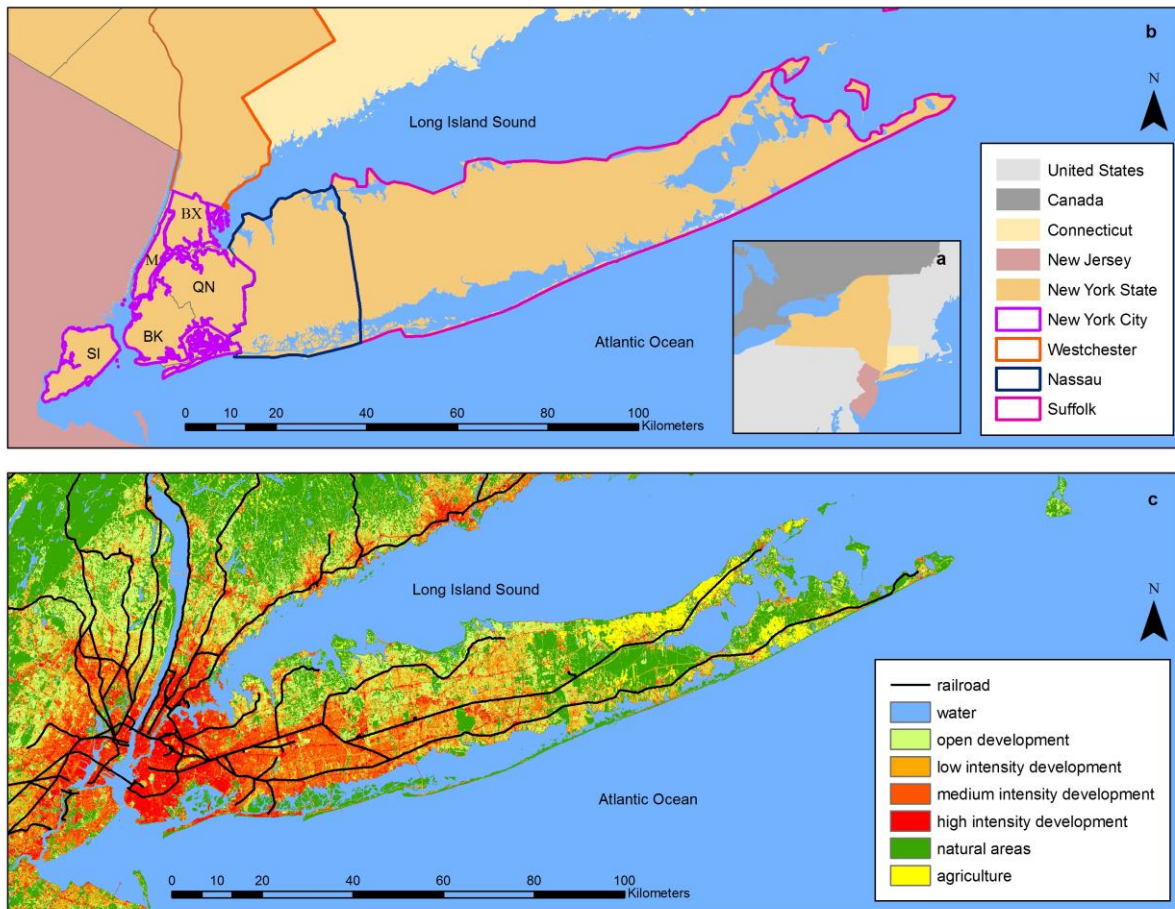 b
Long Island Sound
N
BX
M
QN
BK
SI
Atlantic Ocean
0 10 20 40 60 80 100
Kilometers
a
United States
Canada
Connecticut
New Jersey
New York State
New York City
Westchester
Nassau
Suffolk
c
Long Island Sound
N
Atlantic Ocean
0 10 20 40 60 80 100
Kilometers
railroad
water
open development
low intensity development
medium intensity development
high intensity development
natural areas
agriculture